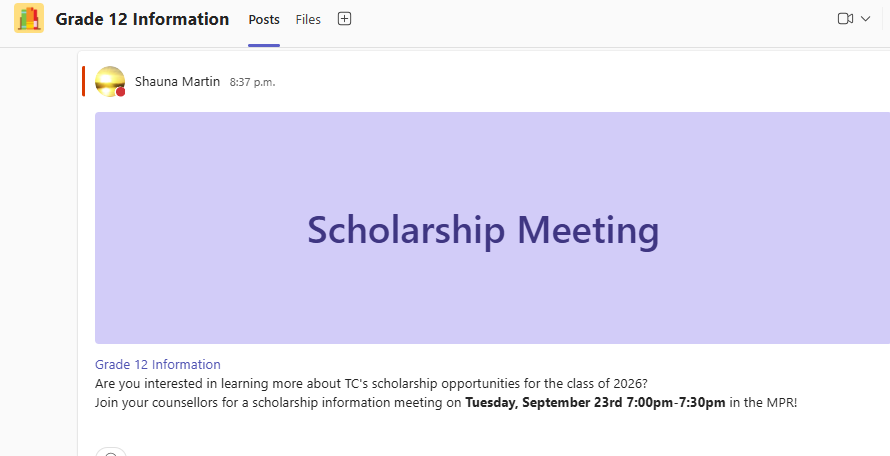 Grade 12 Information Posts Files
Shauna Martin 8:37 p.m.
Scholarship Meeting
Grade 12 Information
Are you interested in learning more about TC's scholarship opportunities for the class of 2026?
Join your counsellors for a scholarship information meeting on Tuesday, September 23rd 7:00pm-7:30pm in the MPR!